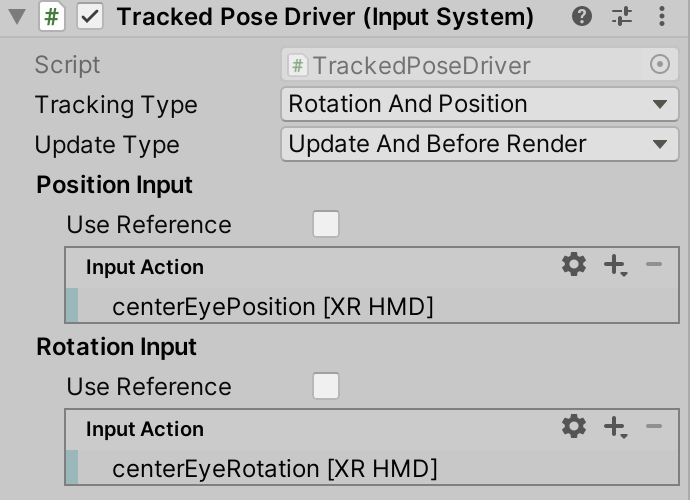 Tracked Pose Driver (Input System)
Script # TrackedPoseDriver
Tracking Type Rotation And Position
Update Type Update And Before Render
Position Input
Use Reference
Input Action
centerEyePosition [XR HMD]
Rotation Input
Use Reference
Input Action
centerEyeRotation [XR HMD]